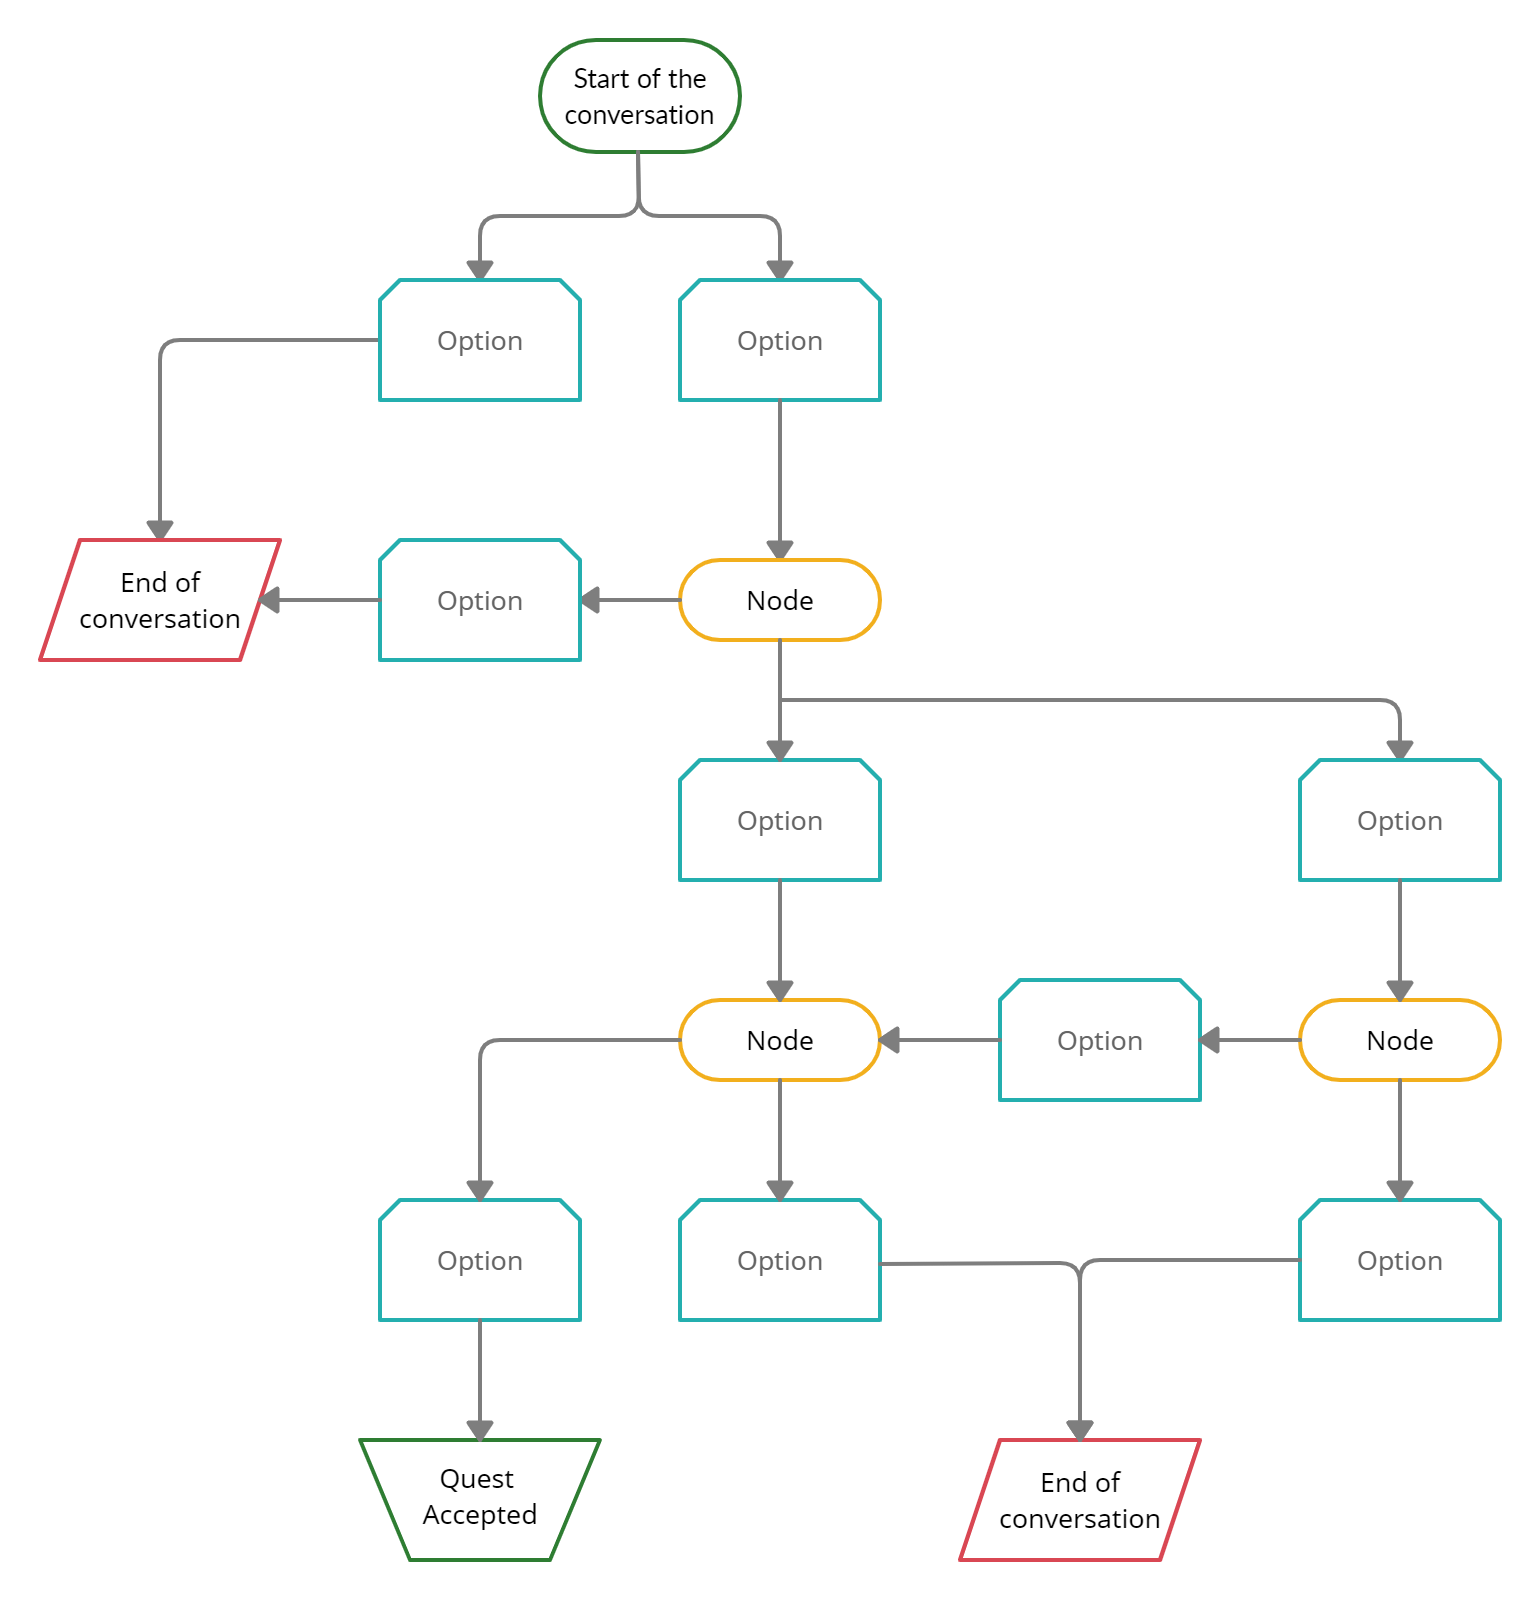 Start of the
conversation
Option
Option
End of
conversation
Option
Node
Option
Option
Node
Option
Node
Option
Option
Option
Quest
Accepted
End of
conversation